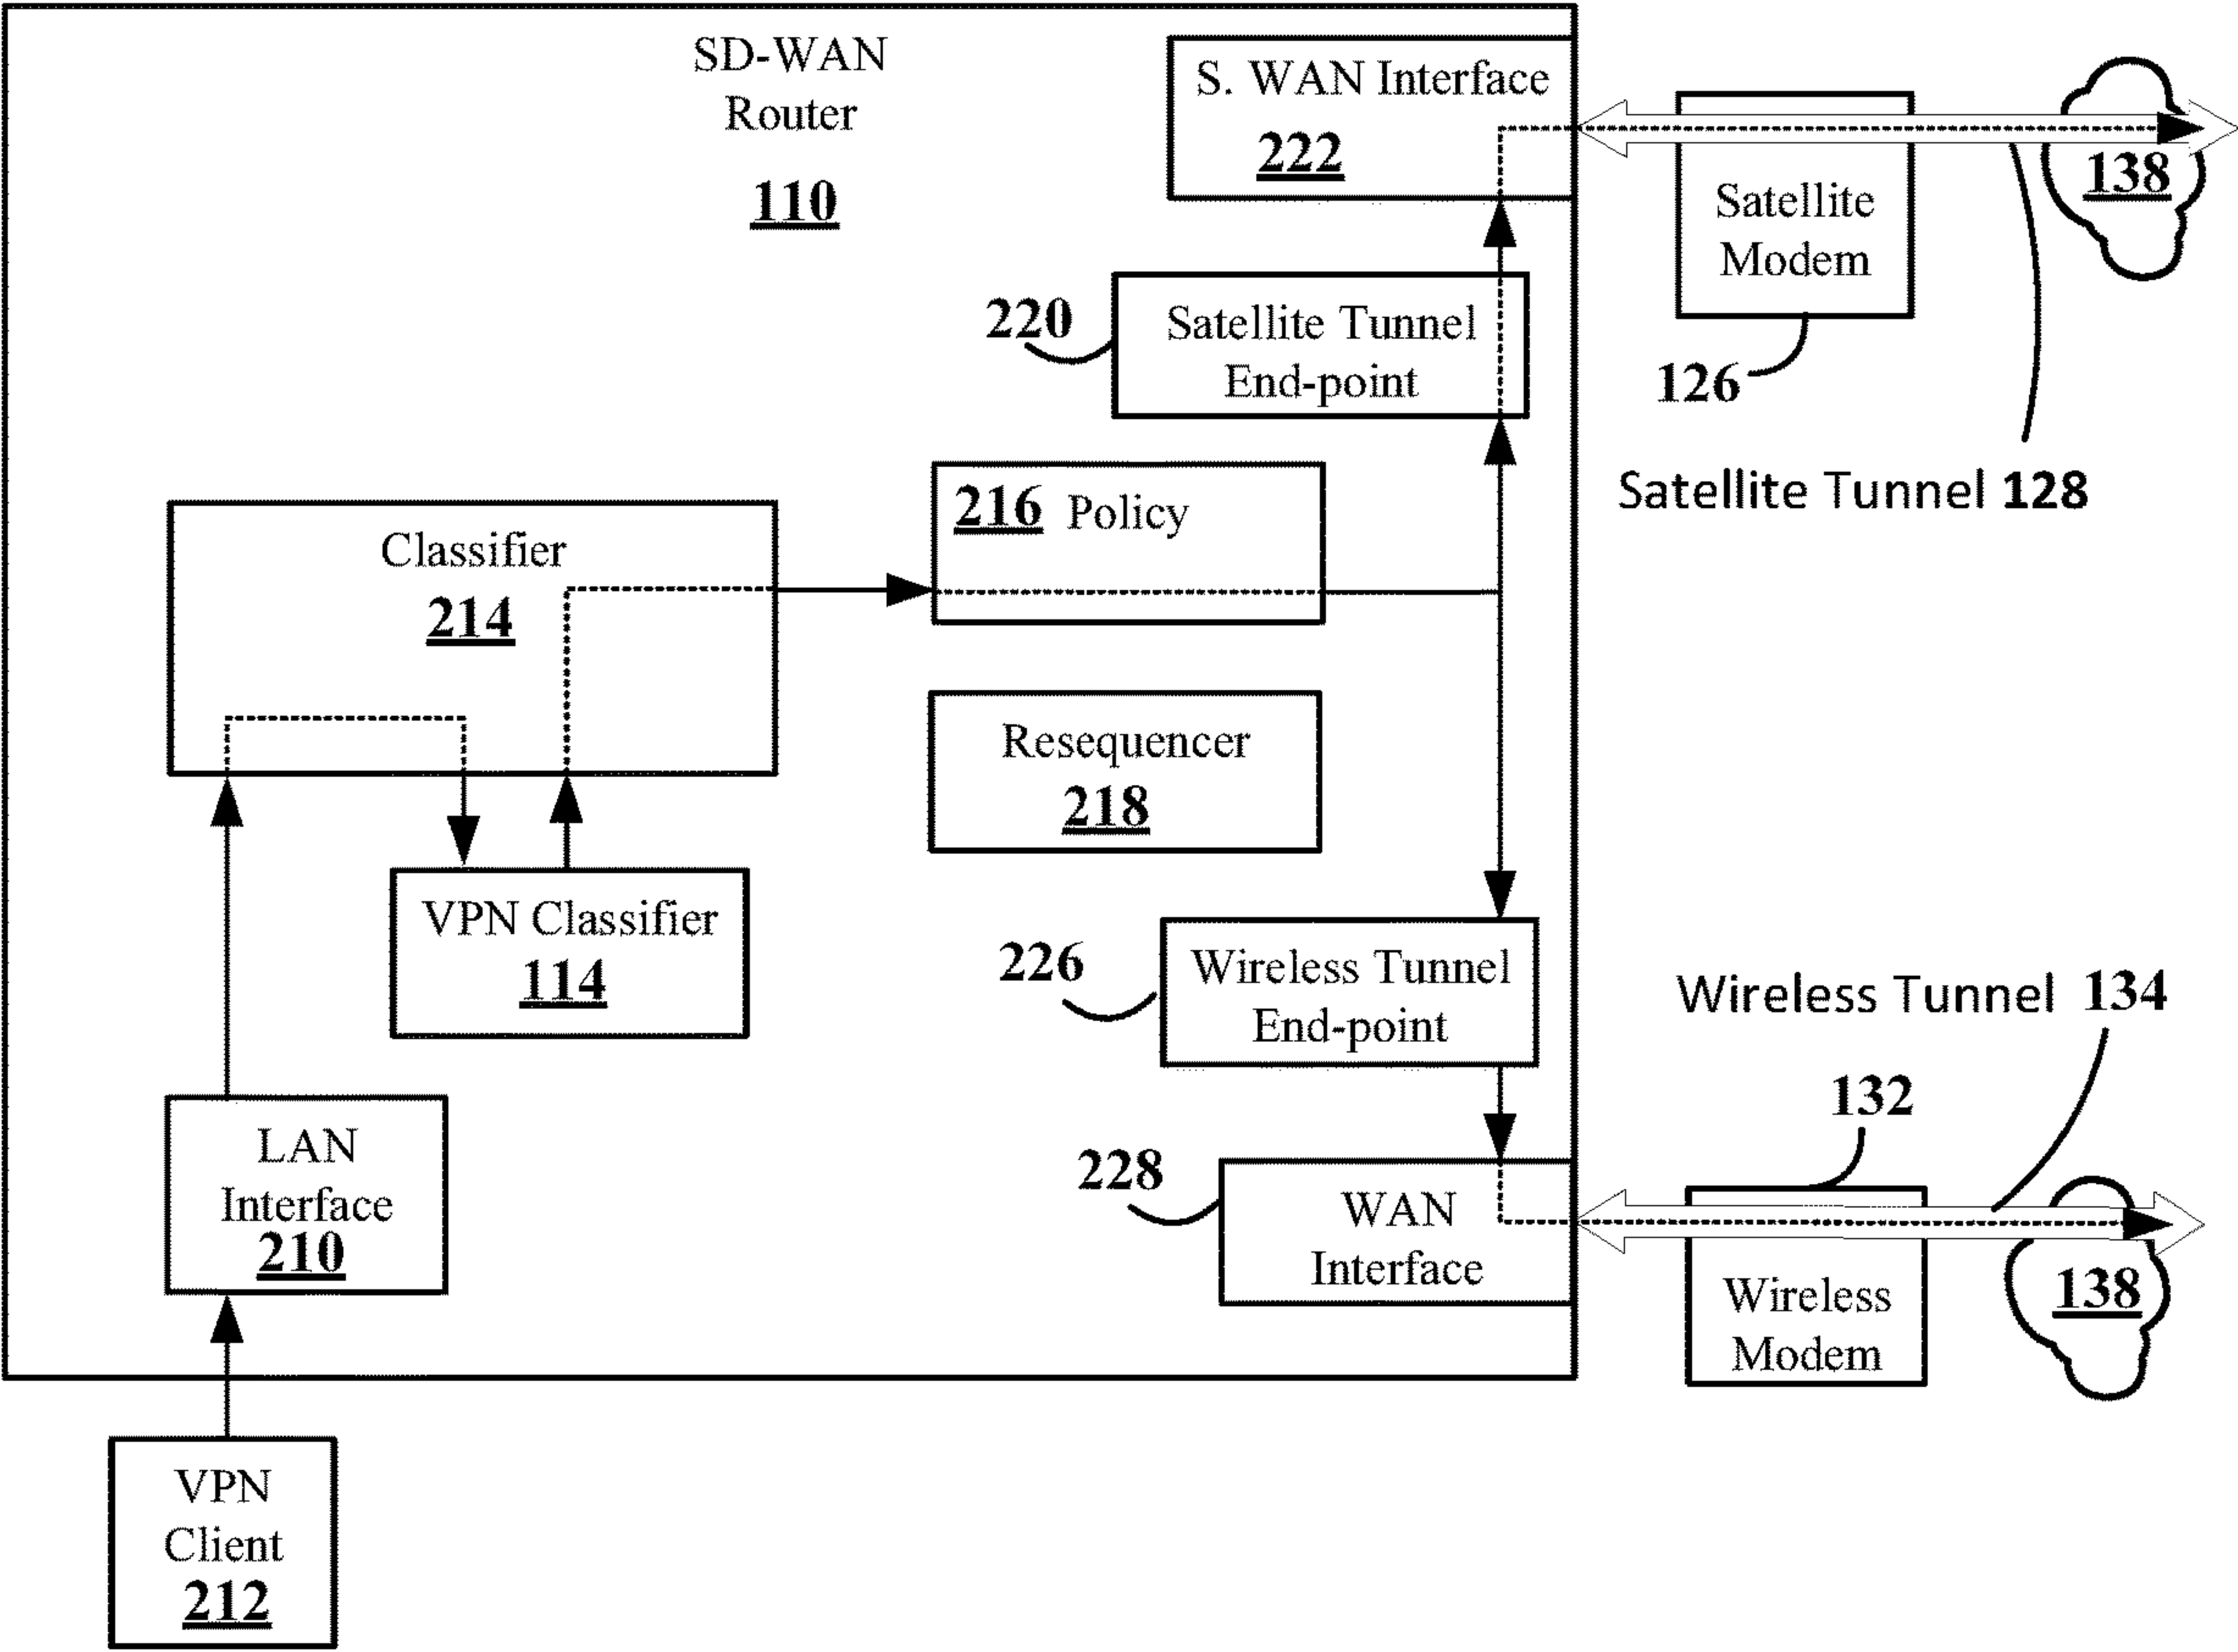 SD-WAN
Router
110
S. WAN Interface
222
Satellite
Modem
138
220
Satellite Tunnel
End-point
126
Satellite Tunnel 128
216 Policy
Classifier
214
Resequencer
218
VPN Classifier
114
226
Wireless Tunnel
End-point
Wireless Tunnel 134
132
LAN
Interface
210
228
WAN
Interface
Wireless
Modem
138
VPN
Client
212